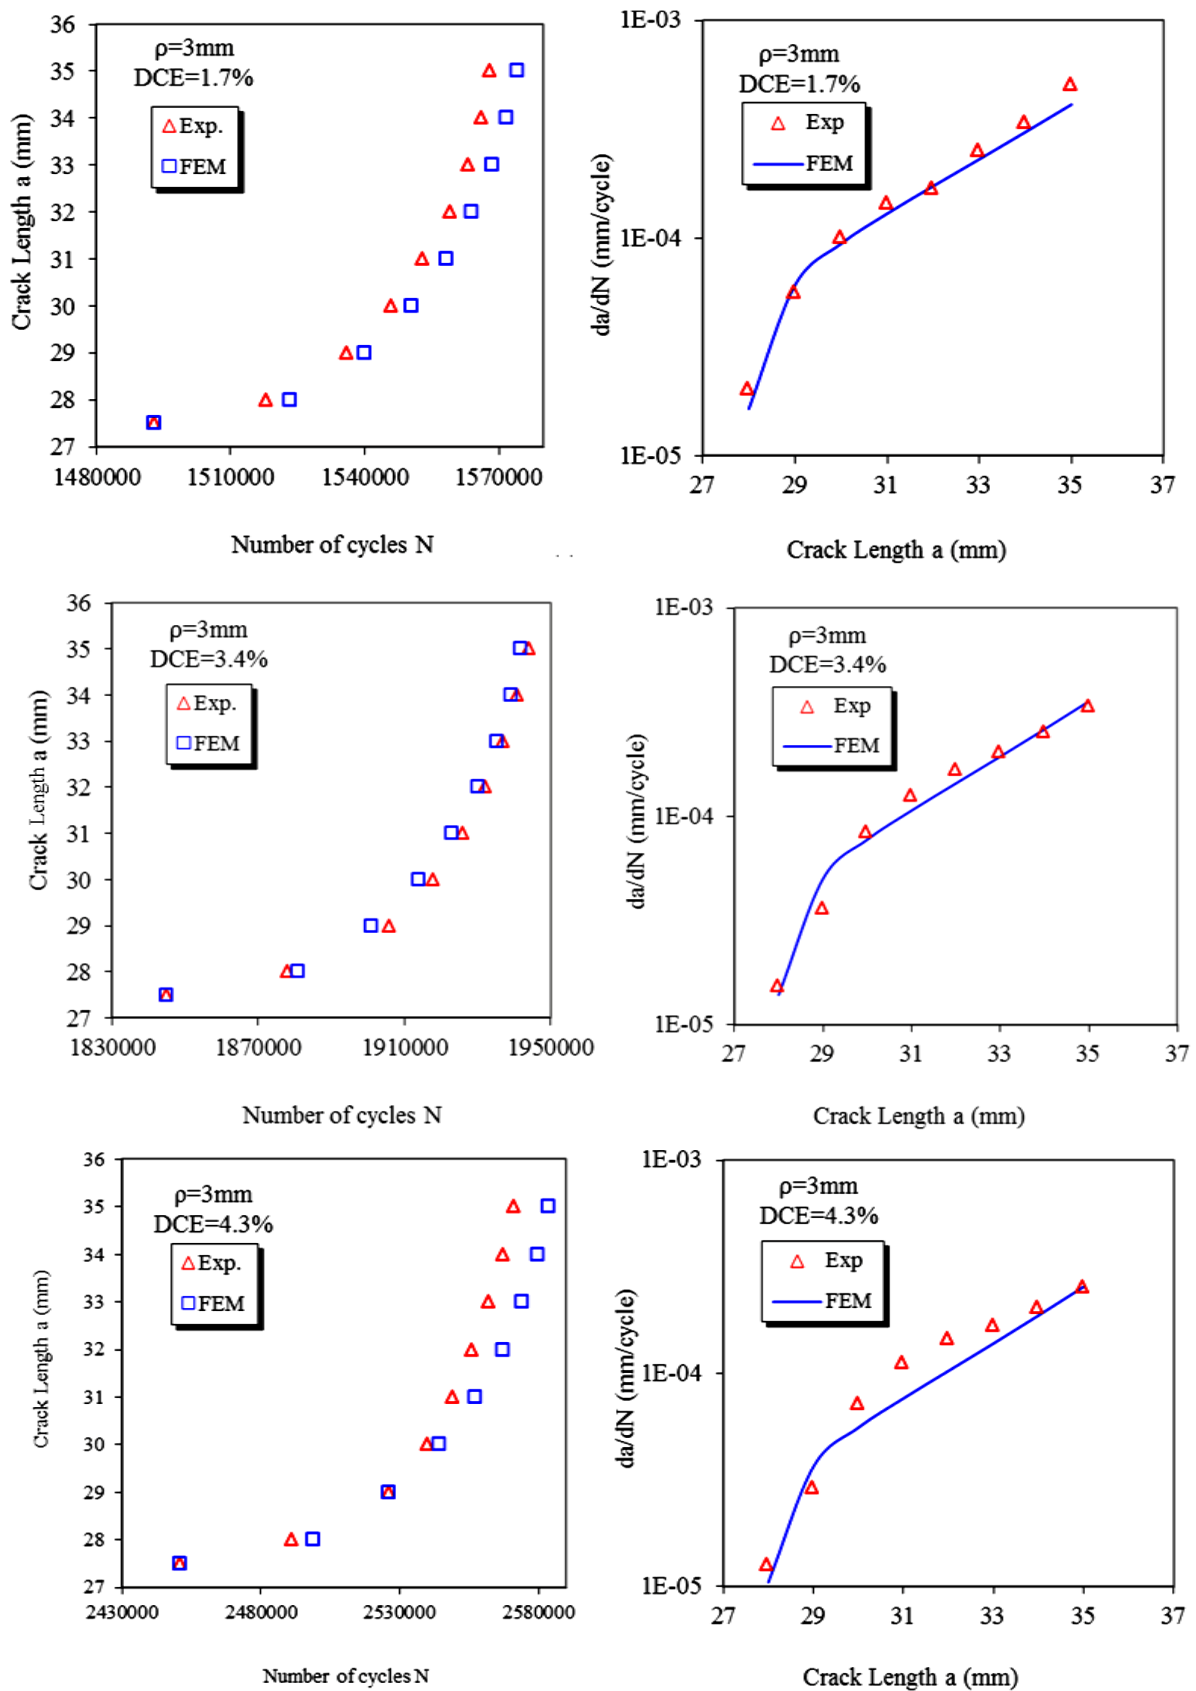 36
35
34
33
32
31
30
29
28
27
Crack Length a (mm)
ρ=3mm
DCE=1.7%
Exp.
FEM
1480000 1510000 1540000 1570000
Number of cycles N
1E-03
1E-04
1E-05
da/dN (mm/cycle)
ρ=3mm
DCE=1.7%
Exp
FEM
27 29 31 33 35 37
Crack Length a (mm)
36
35
34
33
32
31
30
29
28
27
Crack Length a (mm)
ρ=3mm
DCE=3.4%
Exp.
FEM
1830000 1870000 1910000 1950000
Number of cycles N
1E-03
1E-04
1E-05
da/dN (mm/cycle)
ρ=3mm
DCE=3.4%
Exp
FEM
27 29 31 33 35 37
Crack Length a (mm)
36
35
34
33
32
31
30
29
28
27
Crack Length a (mm)
ρ=3mm
DCE=4.3%
Exp.
FEM
2430000 2480000 2530000 2580000
Number of cycles N
1E-03
1E-04
1E-05
da/dN (mm/cycle)
ρ=3mm
DCE=4.3%
Exp
FEM
27 29 31 33 35 37
Crack Length a (mm)